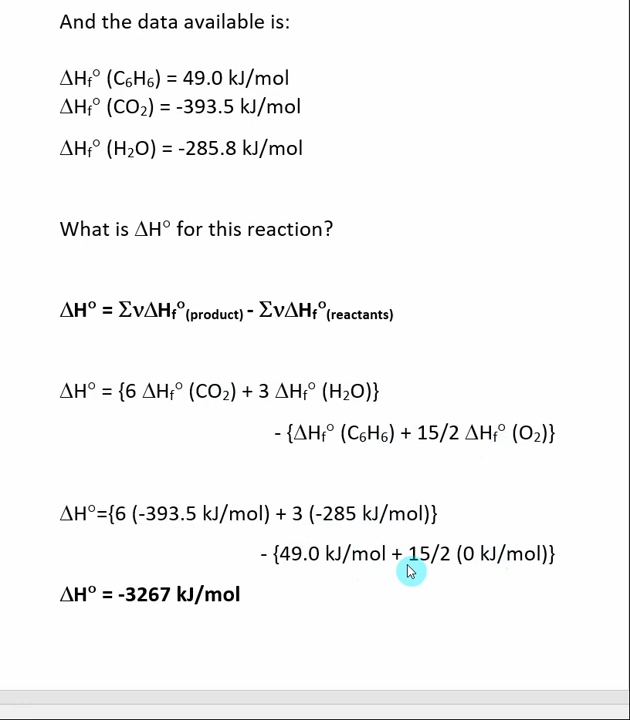 And the data available is:
ΔHf° (C₆H₆) = 49.0 kJ/mol
ΔHf° (CO₂) = -393.5 kJ/mol
ΔHf° (H₂O) = -285.8 kJ/mol
What is ΔH° for this reaction?
ΔH° = ΣνΔHf°(product) - ΣνΔHf°(reactants)
ΔH° = {6 ΔHf° (CO₂) + 3 ΔHf° (H₂O)}
- {ΔHf° (C₆H₆) + 15/2 ΔHf° (O₂)}
ΔH°={6 (-393.5 kJ/mol) + 3 (-285 kJ/mol)}
- {49.0 kJ/mol + 15/2 (0 kJ/mol)}
ΔH° = -3267 kJ/mol